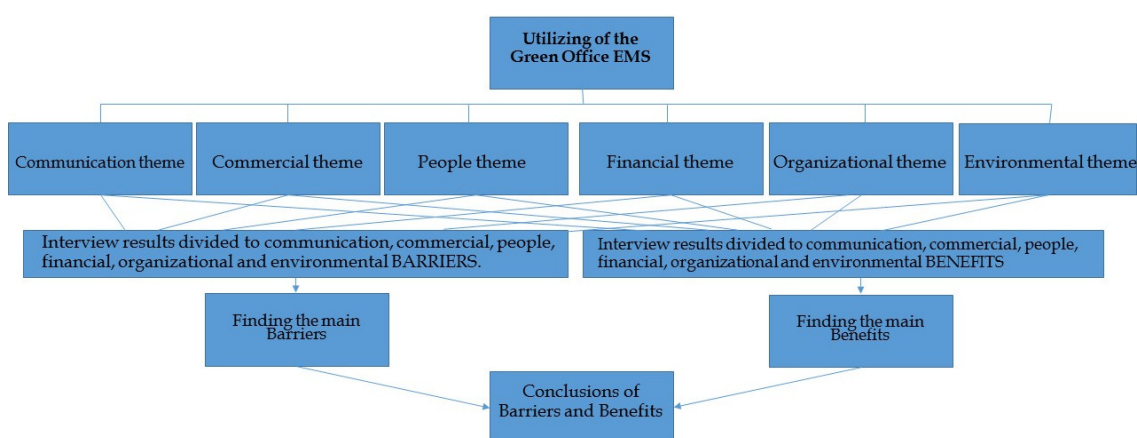 Utilizing of the
Green Office EMS
Communication theme
Commercial theme
People theme
Financial theme
Organizational theme
Environmental theme
Interview results divided to communication, commercial, people,
financial, organizational and environmental BARRIERS.
Interview results divided to communication, commercial, people,
financial, organizational and environmental BENEFITS
Finding the main
Barriers
Finding the main
Benefits
Conclusions of
Barriers and Benefits